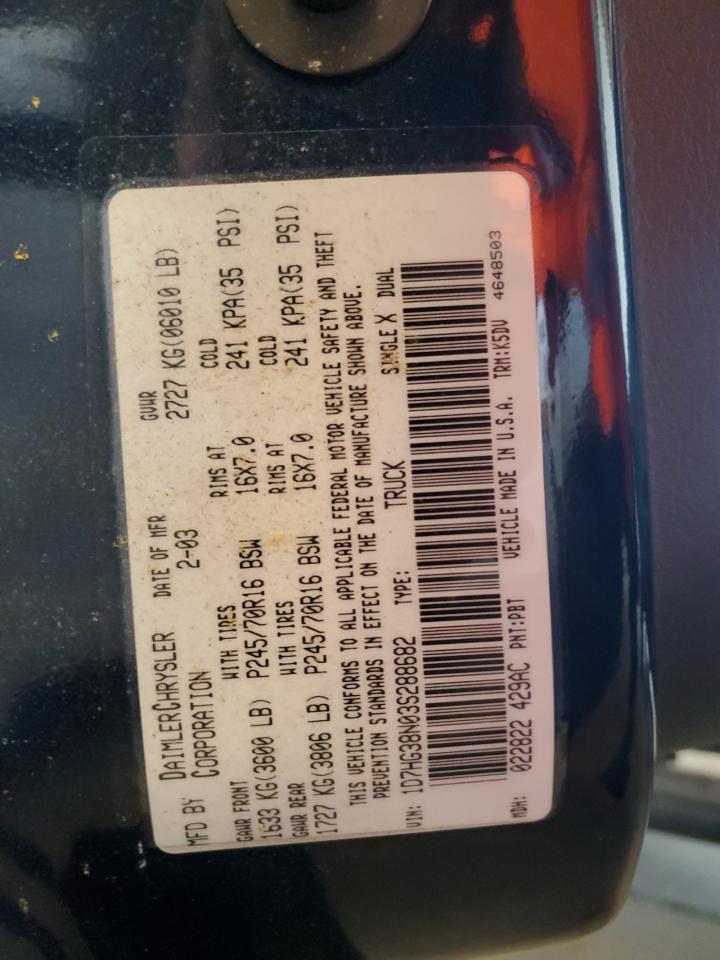 MFD BY DAIMLERCHRYSLER CORPORATION DATE OF MFR 2-03 GVWR 2727 KG(06010 LB)
GAWR FRONT WITH TIRES RIMS AT COLD
1633 KG(3600 LB) P245/70R16 BSW 16X7.0 241 KPA(35 PSI)
GAWR REAR WITH TIRES RIMS AT COLD
1727 KG(3806 LB) P245/70R16 BSW 16X7.0 241 KPA(35 PSI)
THIS VEHICLE CONFORMS TO ALL APPLICABLE FEDERAL MOTOR VEHICLE SAFETY AND THEFT
PREVENTION STANDARDS IN EFFECT ON THE DATE OF MANUFACTURE SHOWN ABOVE.
VIN: 1D7HG38N03S288682 TYPE: TRUCK SINGLE X DUAL
MDH: 022822 429AC PNT:PBT VEHICLE MADE IN U.S.A. TRM:K5DV 4648503